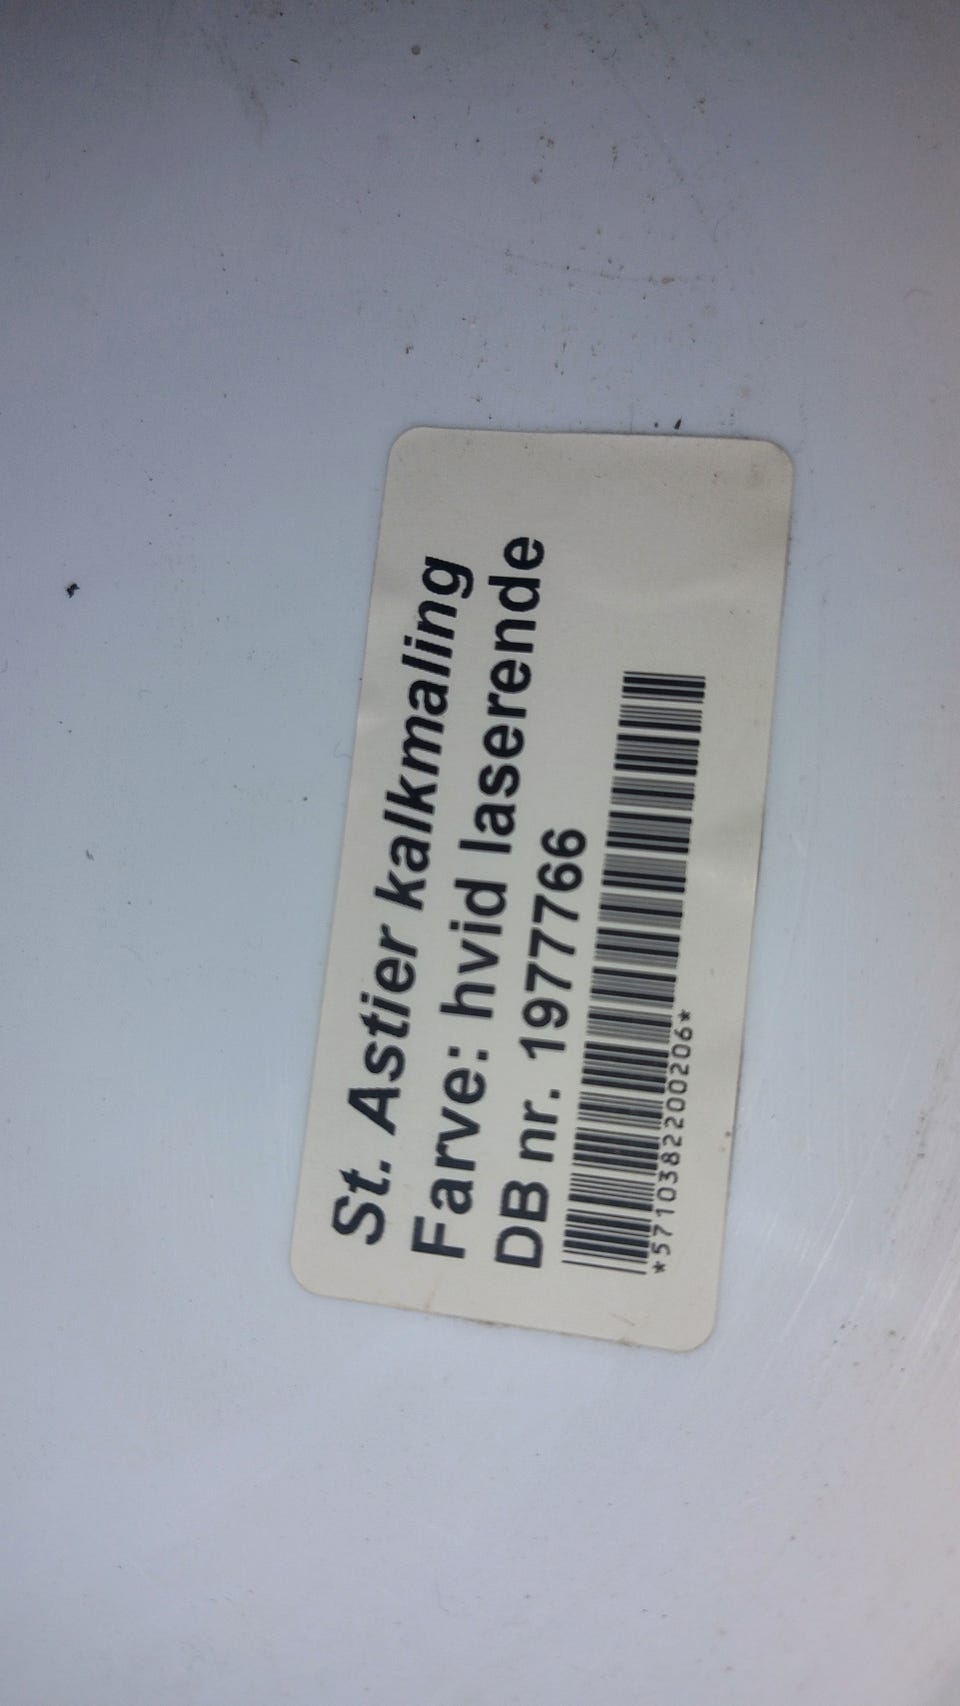 St. Astier kalkmaling
Farve: hvid laserende
DB nr. 1977766
*5710382200206*